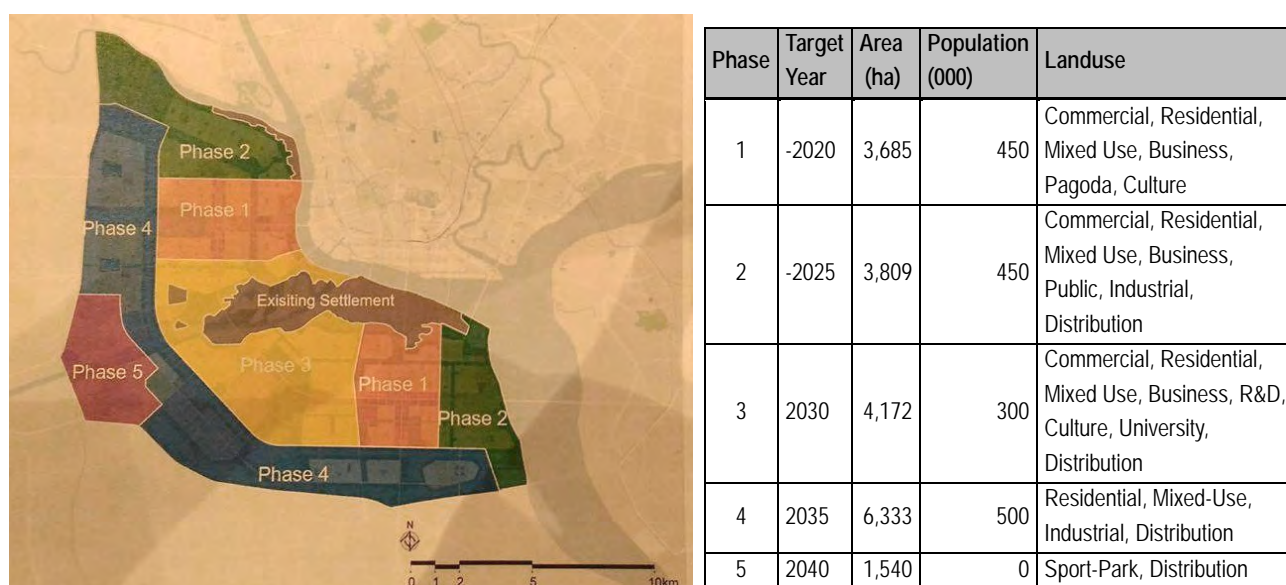 Phase 2
Phase 1
Phase 4
Exisiting Settlement
Phase 3
Phase 5
Phase 1
Phase 2
Phase 4
N
0 1 2 5 10km
Phase Target Year Area (ha) Population (000) Landuse
1 -2020 3,685 450 Commercial, Residential,
Mixed Use, Business,
Pagoda, Culture
2 -2025 3,809 450 Commercial, Residential,
Mixed Use, Business,
Public, Industrial,
Distribution
3 2030 4,172 300 Commercial, Residential,
Mixed Use, Business, R&D,
Culture, University,
Distribution
4 2035 6,333 500 Residential, Mixed-Use,
Industrial, Distribution
5 2040 1,540 0 Sport-Park, Distribution